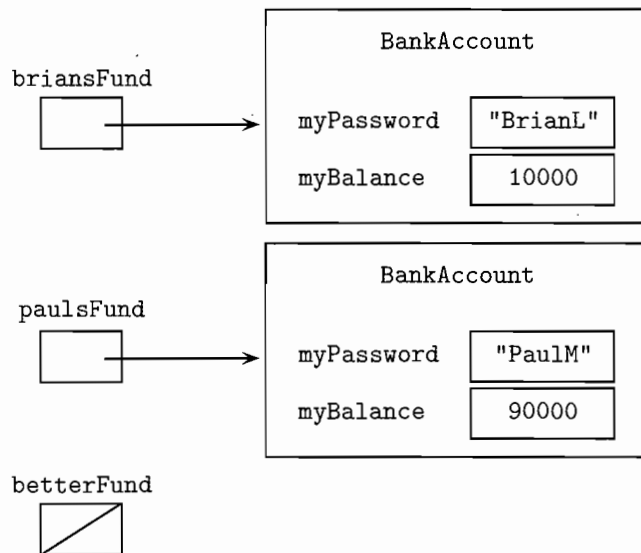 BankAccount
briansFund
myPassword "BrianL"
myBalance 10000
BankAccount
paulsFund
myPassword "PaulM"
myBalance 90000
betterFund